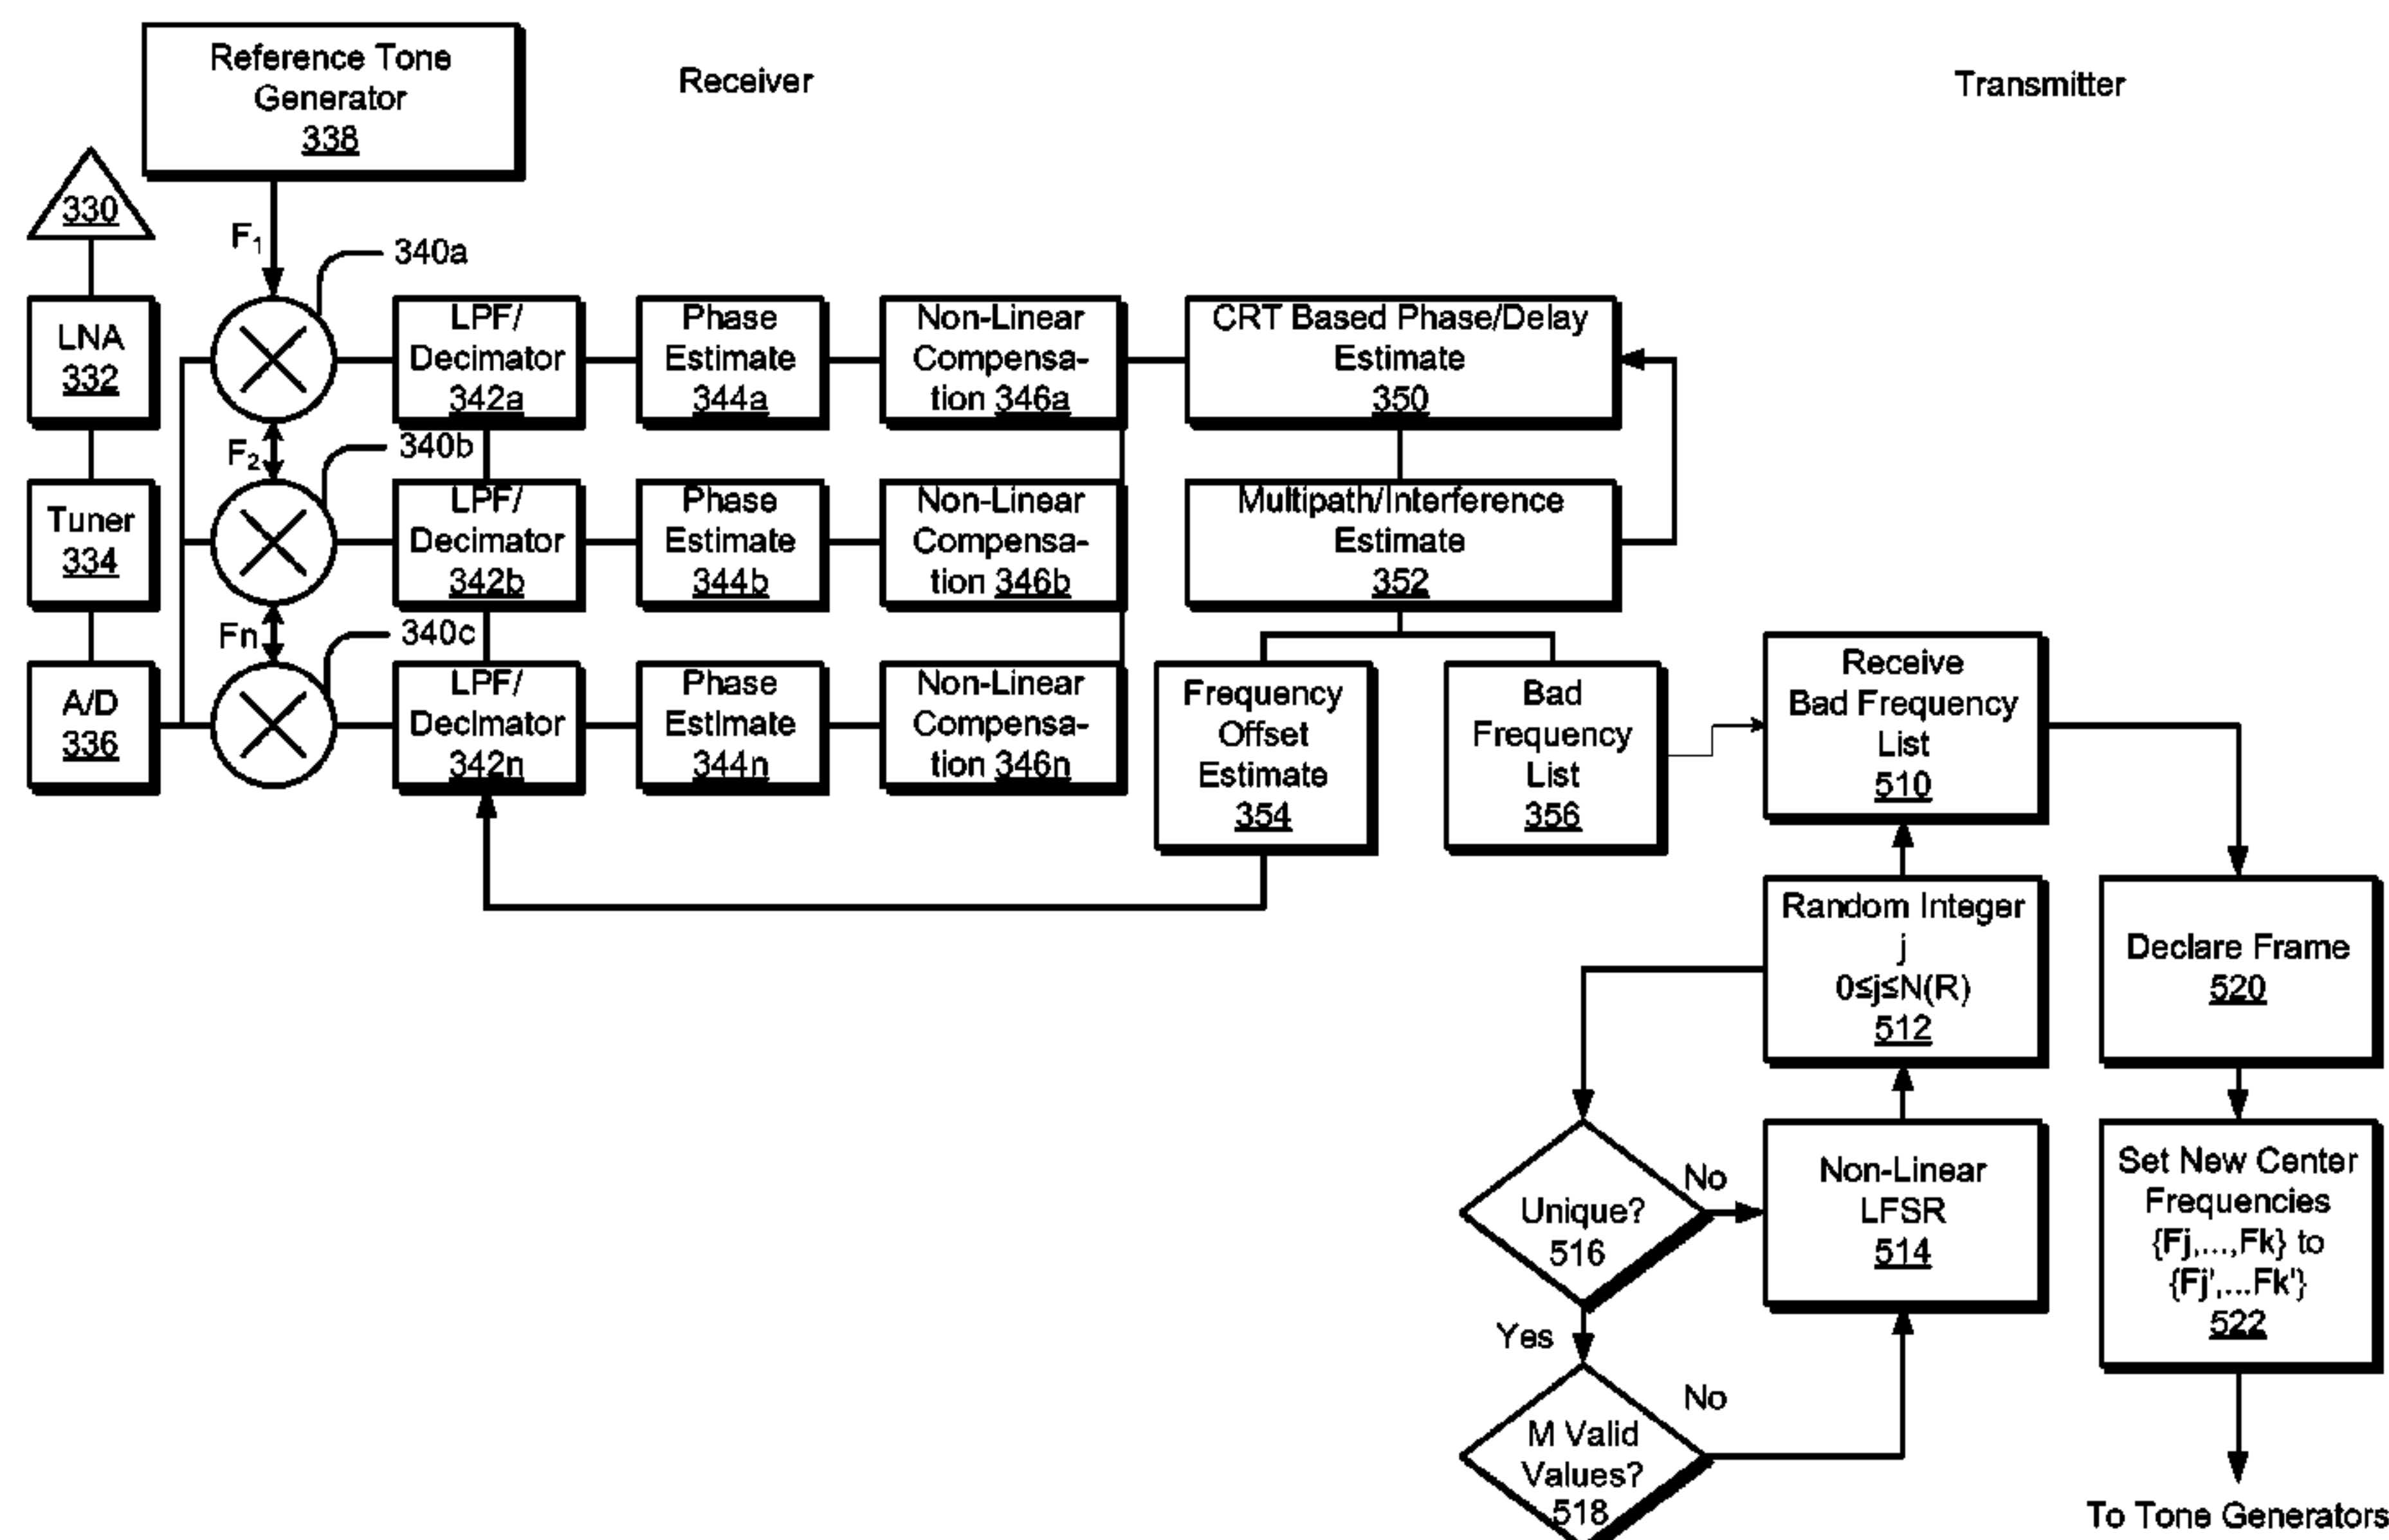 Reference Tone
Generator
338
Receiver
Transmitter
330
F1
340a
LNA
332
LPF/
Decimator
342a
Phase
Estimate
344a
Non-Linear
Compensa-
tion 346a
CRT Based Phase/Delay
Estimate
350
F2
340b
Tuner
334
LPF/
Decimator
342b
Phase
Estimate
344b
Non-Linear
Compensa-
tion 346b
Multipath/Interference
Estimate
352
Fn
340c
A/D
336
LPF/
Decimator
342n
Phase
Estimate
344n
Non-Linear
Compensa-
tion 346n
Frequency
Offset
Estimate
354
Bad
Frequency
List
356
Receive
Bad Frequency
List
510
Random Integer
j
0≤j≤N(R)
512
Declare Frame
520
Unique?
516
No
Yes
Non-Linear
LFSR
514
Set New Center
Frequencies
{Fj,...,Fk} to
{Fj',...Fk'}
522
M Valid
Values?
518
No
To Tone Generators